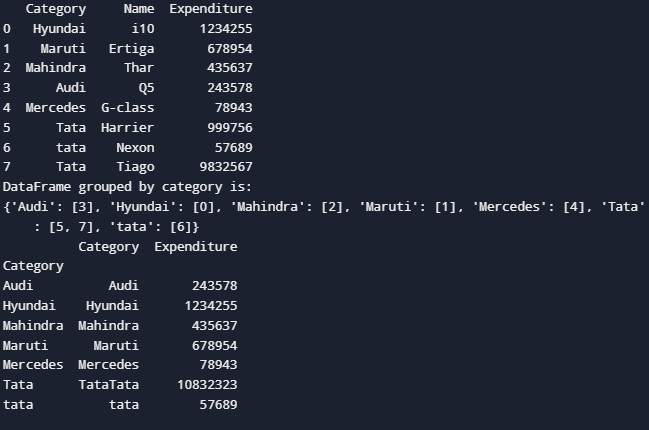 Category Name Expenditure
0 Hyundai i10 1234255
1 Maruti Ertiga 678954
2 Mahindra Thar 435637
3 Audi Q5 243578
4 Mercedes G-class 78943
5 Tata Harrier 999756
6 tata Nexon 57689
7 Tata Tiago 9832567
DataFrame grouped by category is:
{'Audi': [3], 'Hyundai': [0], 'Mahindra': [2], 'Maruti': [1], 'Mercedes': [4], 'Tata'
: [5, 7], 'tata': [6]}
Category Expenditure
Category
Audi Audi 243578
Hyundai Hyundai 1234255
Mahindra Mahindra 435637
Maruti Maruti 678954
Mercedes Mercedes 78943
Tata TataTata 10832323
tata tata 57689